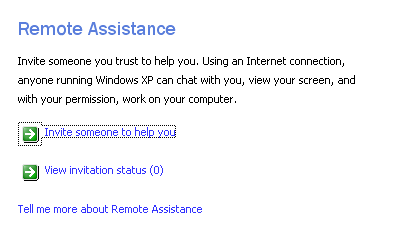 Remote Assistance
Invite someone you trust to help you. Using an Internet connection,
anyone running Windows XP can chat with you, view your screen, and
with your permission, work on your computer.
Invite someone to help you
View invitation status (0)
Tell me more about Remote Assistance